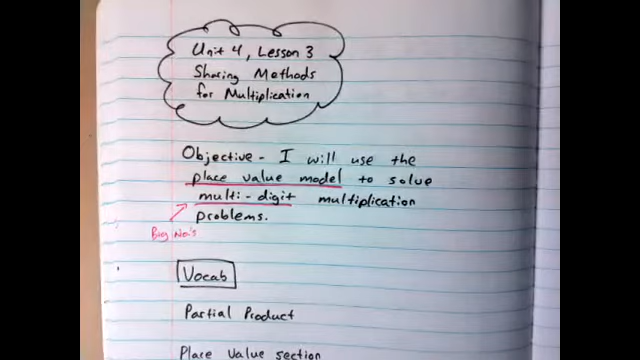 Unit 4, Lesson 3
Sharing Methods
for Multiplication
Objective - I will use the
place value model to solve
multi-digit multiplication
problems.
Big No's
Vocab
Partial Product
Place Value section